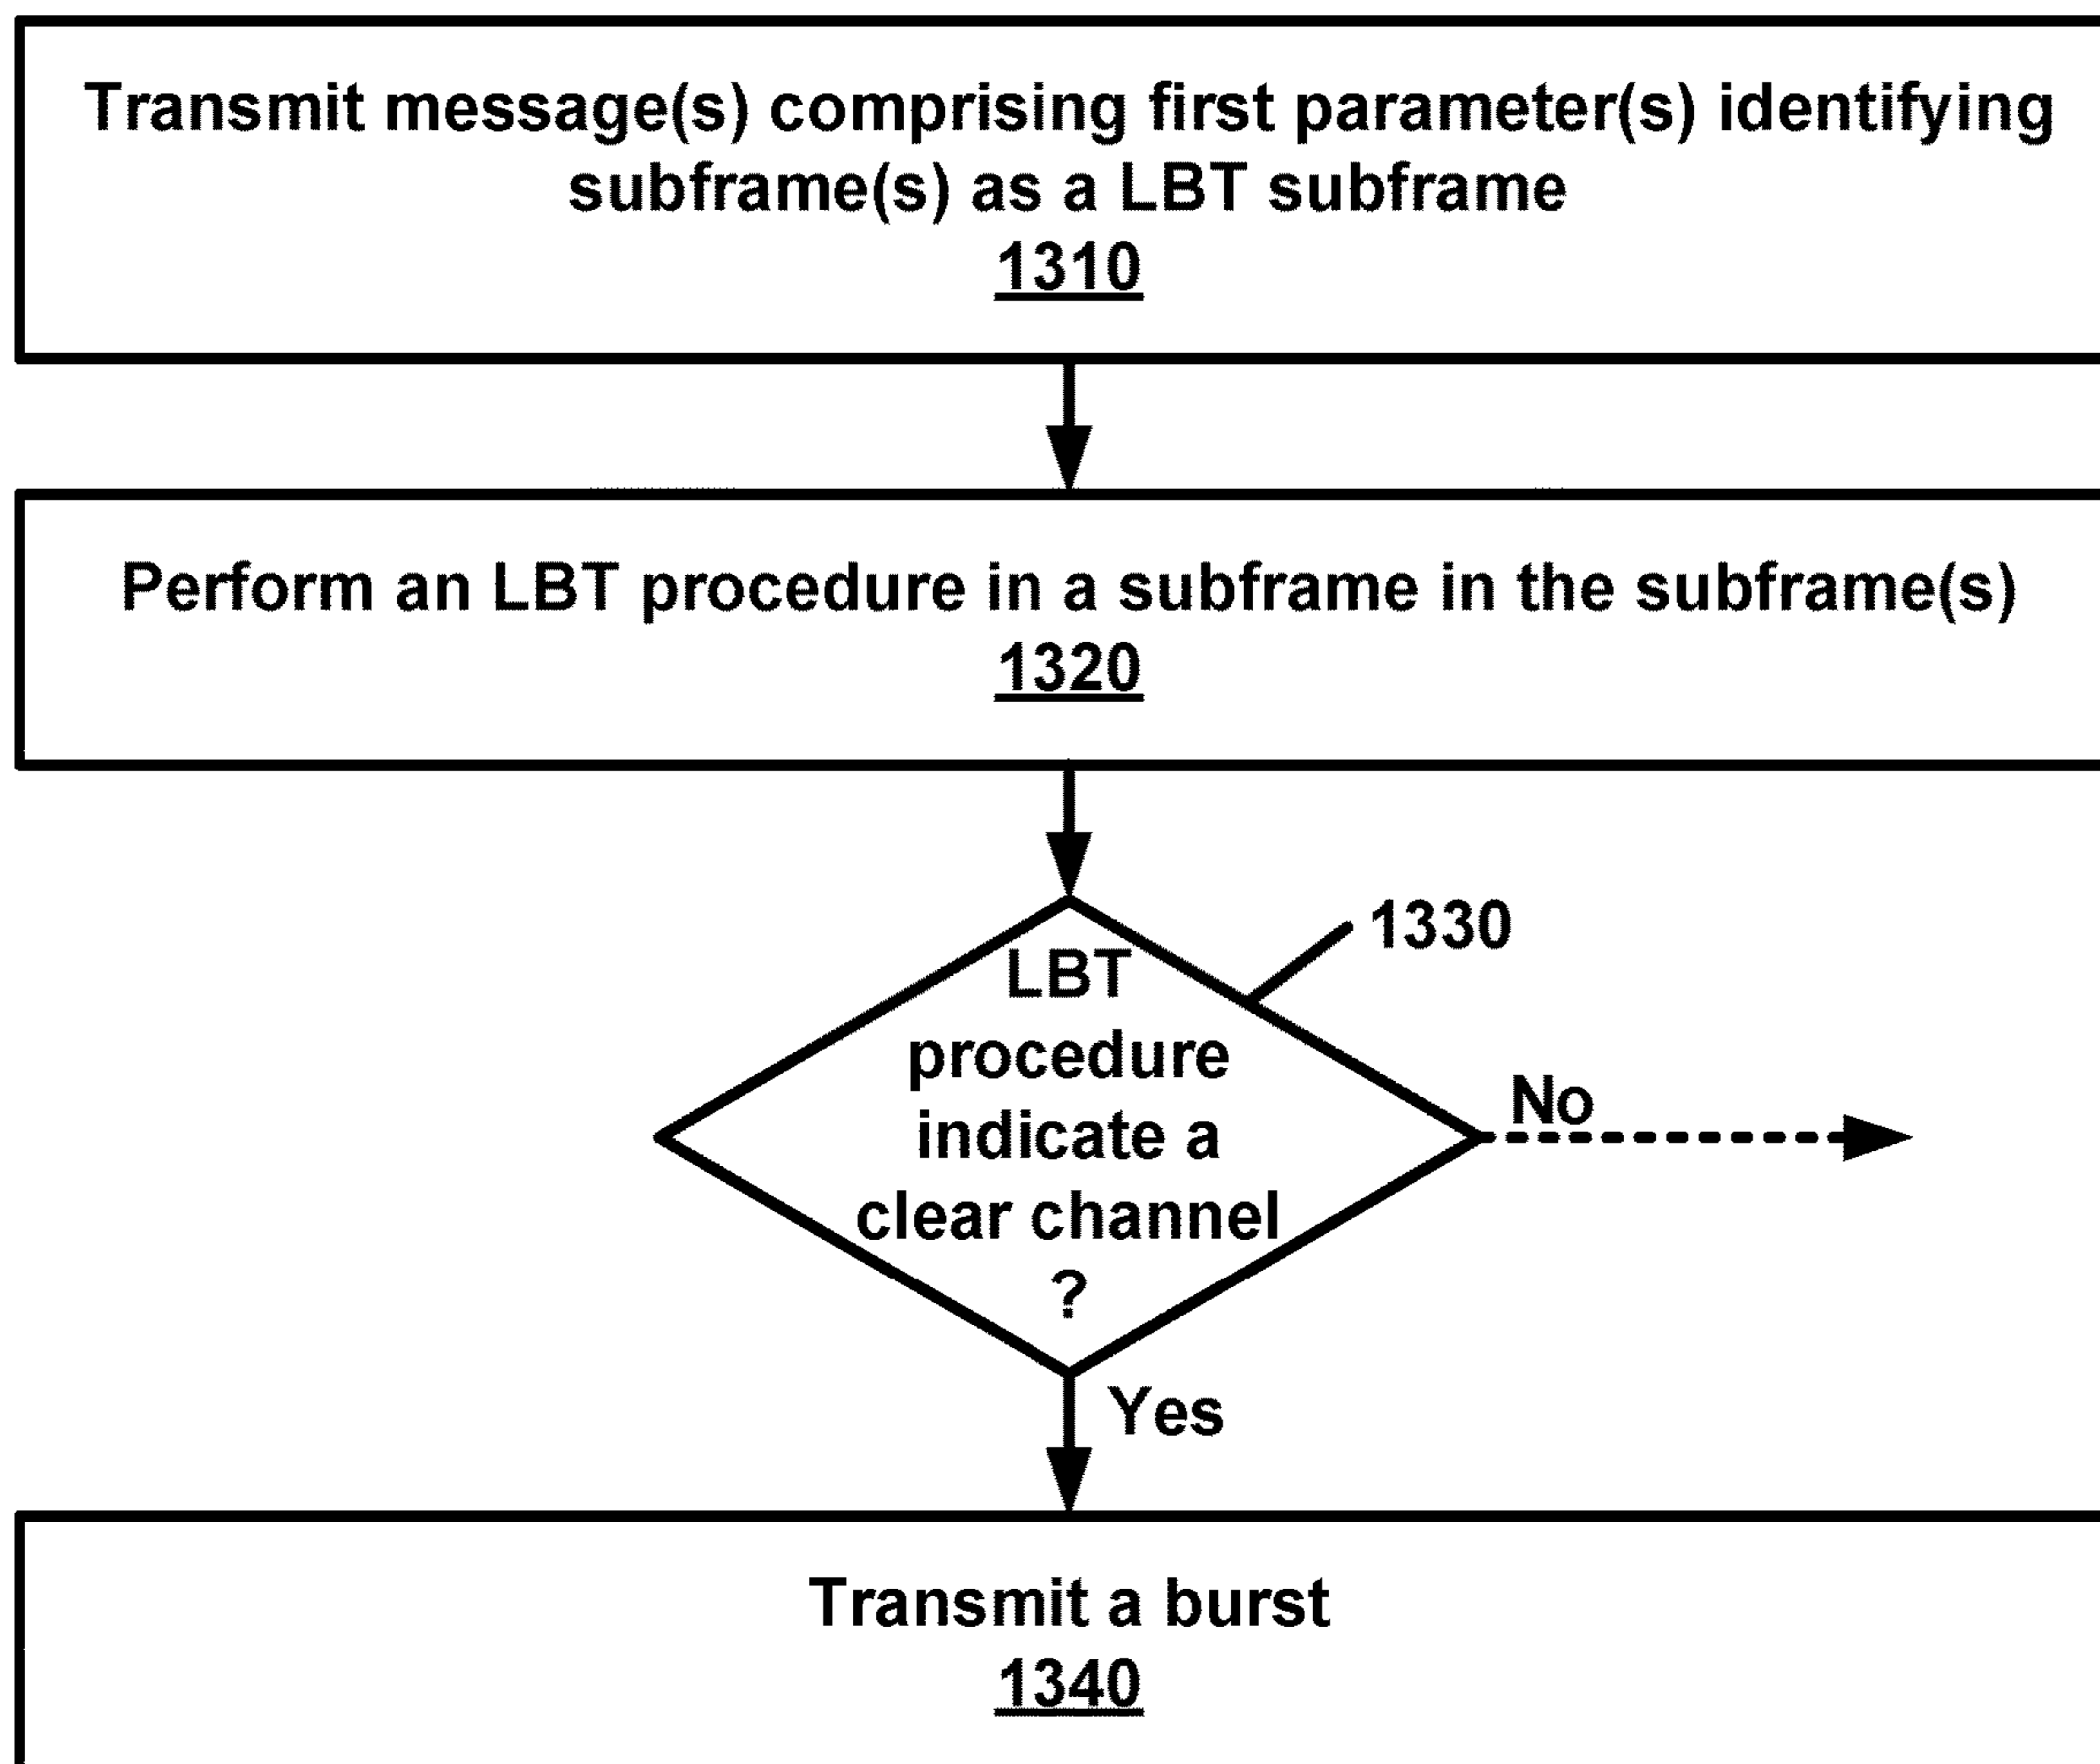 Transmit message(s) comprising first parameter(s) identifying
subframe(s) as a LBT subframe
1310
Perform an LBT procedure in a subframe in the subframe(s)
1320
1330
LBT
procedure
indicate a
clear channel
?
No
Yes
Transmit a burst
1340